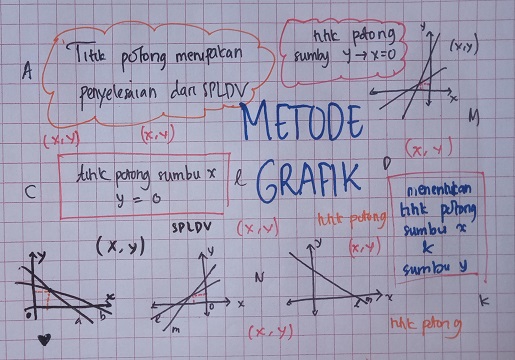 A
Titik potong merupakan
penyelesaian dari SPLDV
titik potong
sumbu y → x=0
y
(x,y)
x
M
(x,y)
(x,y)
METODE
GRAFIK
D
(x,y)
C
titik potong sumbu x
y = 0
l
menentukan
titik potong
sumbu x
&
sumbu y
SPLDV
(x,y)
titik potong
(x,y)
(x,y)
y
x
0
a
b
y
x
0
l
m
N
y
x
l
m
K
(x,y)
titik potong